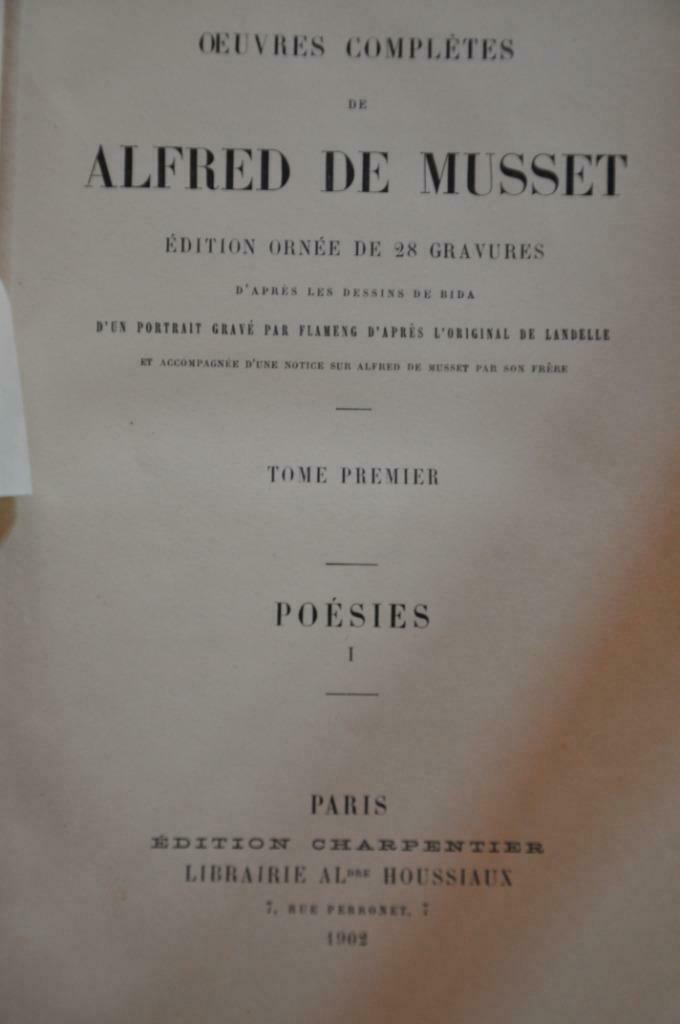 ŒUVRES COMPLÈTES
DE
ALFRED DE MUSSET
ÉDITION ORNÉE DE 28 GRAVURES
D'APRÈS LES DESSINS DE BIDA
D'UN PORTRAIT GRAVÉ PAR FLAMENG D'APRÈS L'ORIGINAL DE LANDELLE
ET ACCOMPAGNÉE D'UNE NOTICE SUR ALFRED DE MUSSET PAR SON FRÈRE
TOME PREMIER
POÉSIES
I
PARIS
ÉDITION CHARPENTIER
LIBRAIRIE ALDRE HOUSSIAUX
7, RUE PERRONET, 7
1902